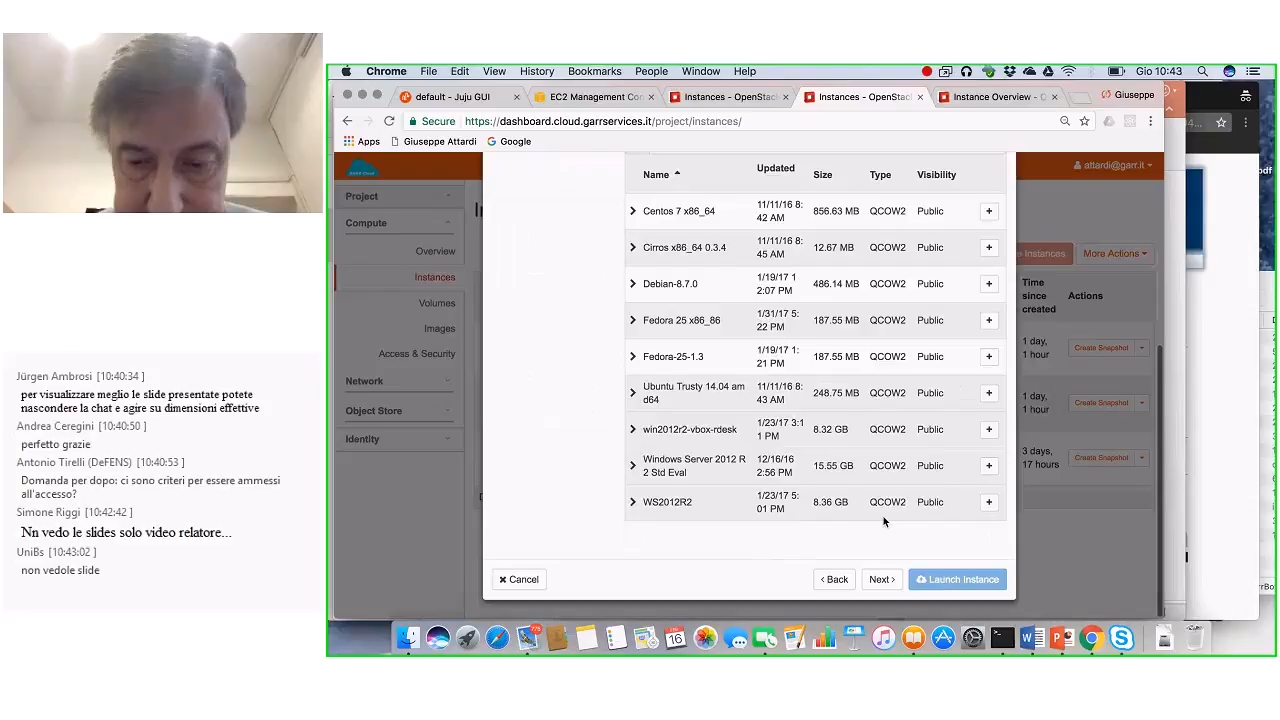 Chrome File Edit View History Bookmarks People Window Help Gio 10:43
default - Juju GUI × EC2 Management Con × Instances - OpenStack × Instances - OpenStack × Instance Overview - O × Giuseppe
Secure https://dashboard.cloud.garrservices.it/project/instances/
Apps Giuseppe Attardi Google
attardi@garr.it
Project
Compute
Overview
Instances
Volumes
Images
Access & Security
Network
Object Store
Identity
Name Updated Size Type Visibility
Centos 7 x86_64 11/11/16 8: 856.63 MB QCOW2 Public +
42 AM
Cirros x86_64 0.3.4 11/11/16 8: 12.67 MB QCOW2 Public +
45 AM
Debian-8.7.0 1/19/17 1 486.14 MB QCOW2 Public +
2:07 PM
Fedora 25 x86_86 1/31/17 5: 187.55 MB QCOW2 Public +
22 PM
Fedora-25-1.3 1/19/17 1: 187.55 MB QCOW2 Public +
21 PM
Ubuntu Trusty 14.04 am 11/11/16 8: 248.75 MB QCOW2 Public +
d64 43 AM
win2012r2-vbox-rdesk 1/23/17 3:1 8.32 GB QCOW2 Public +
1 PM
Windows Server 2012 R 12/16/16 15.55 GB QCOW2 Public +
2 Std Eval 2:56 PM
WS2012R2 1/23/17 5: 8.36 GB QCOW2 Public +
01 PM
× Cancel ‹ Back Next › Launch Instance
Instances More Actions
Time
since
created Actions
1 day,
1 hour Create Snapshot
1 day,
1 hour Create Snapshot
3 days,
17 hours Create Snapshot
Jürgen Ambrosi [10:40:34 ]
per visualizzare meglio le slide presentate potete
nascondere la chat e agire su dimensioni effettive
Andrea Ceregini [10:40:50 ]
perfetto grazie
Antonio Tirelli (DeFENS) [10:40:53 ]
Domanda per dopo: ci sono criteri per essere ammessi
all'accesso?
Simone Riggi [10:42:42 ]
Nn vedo le slides solo video relatore...
UniBs [10:43:02 ]
non vedole slide